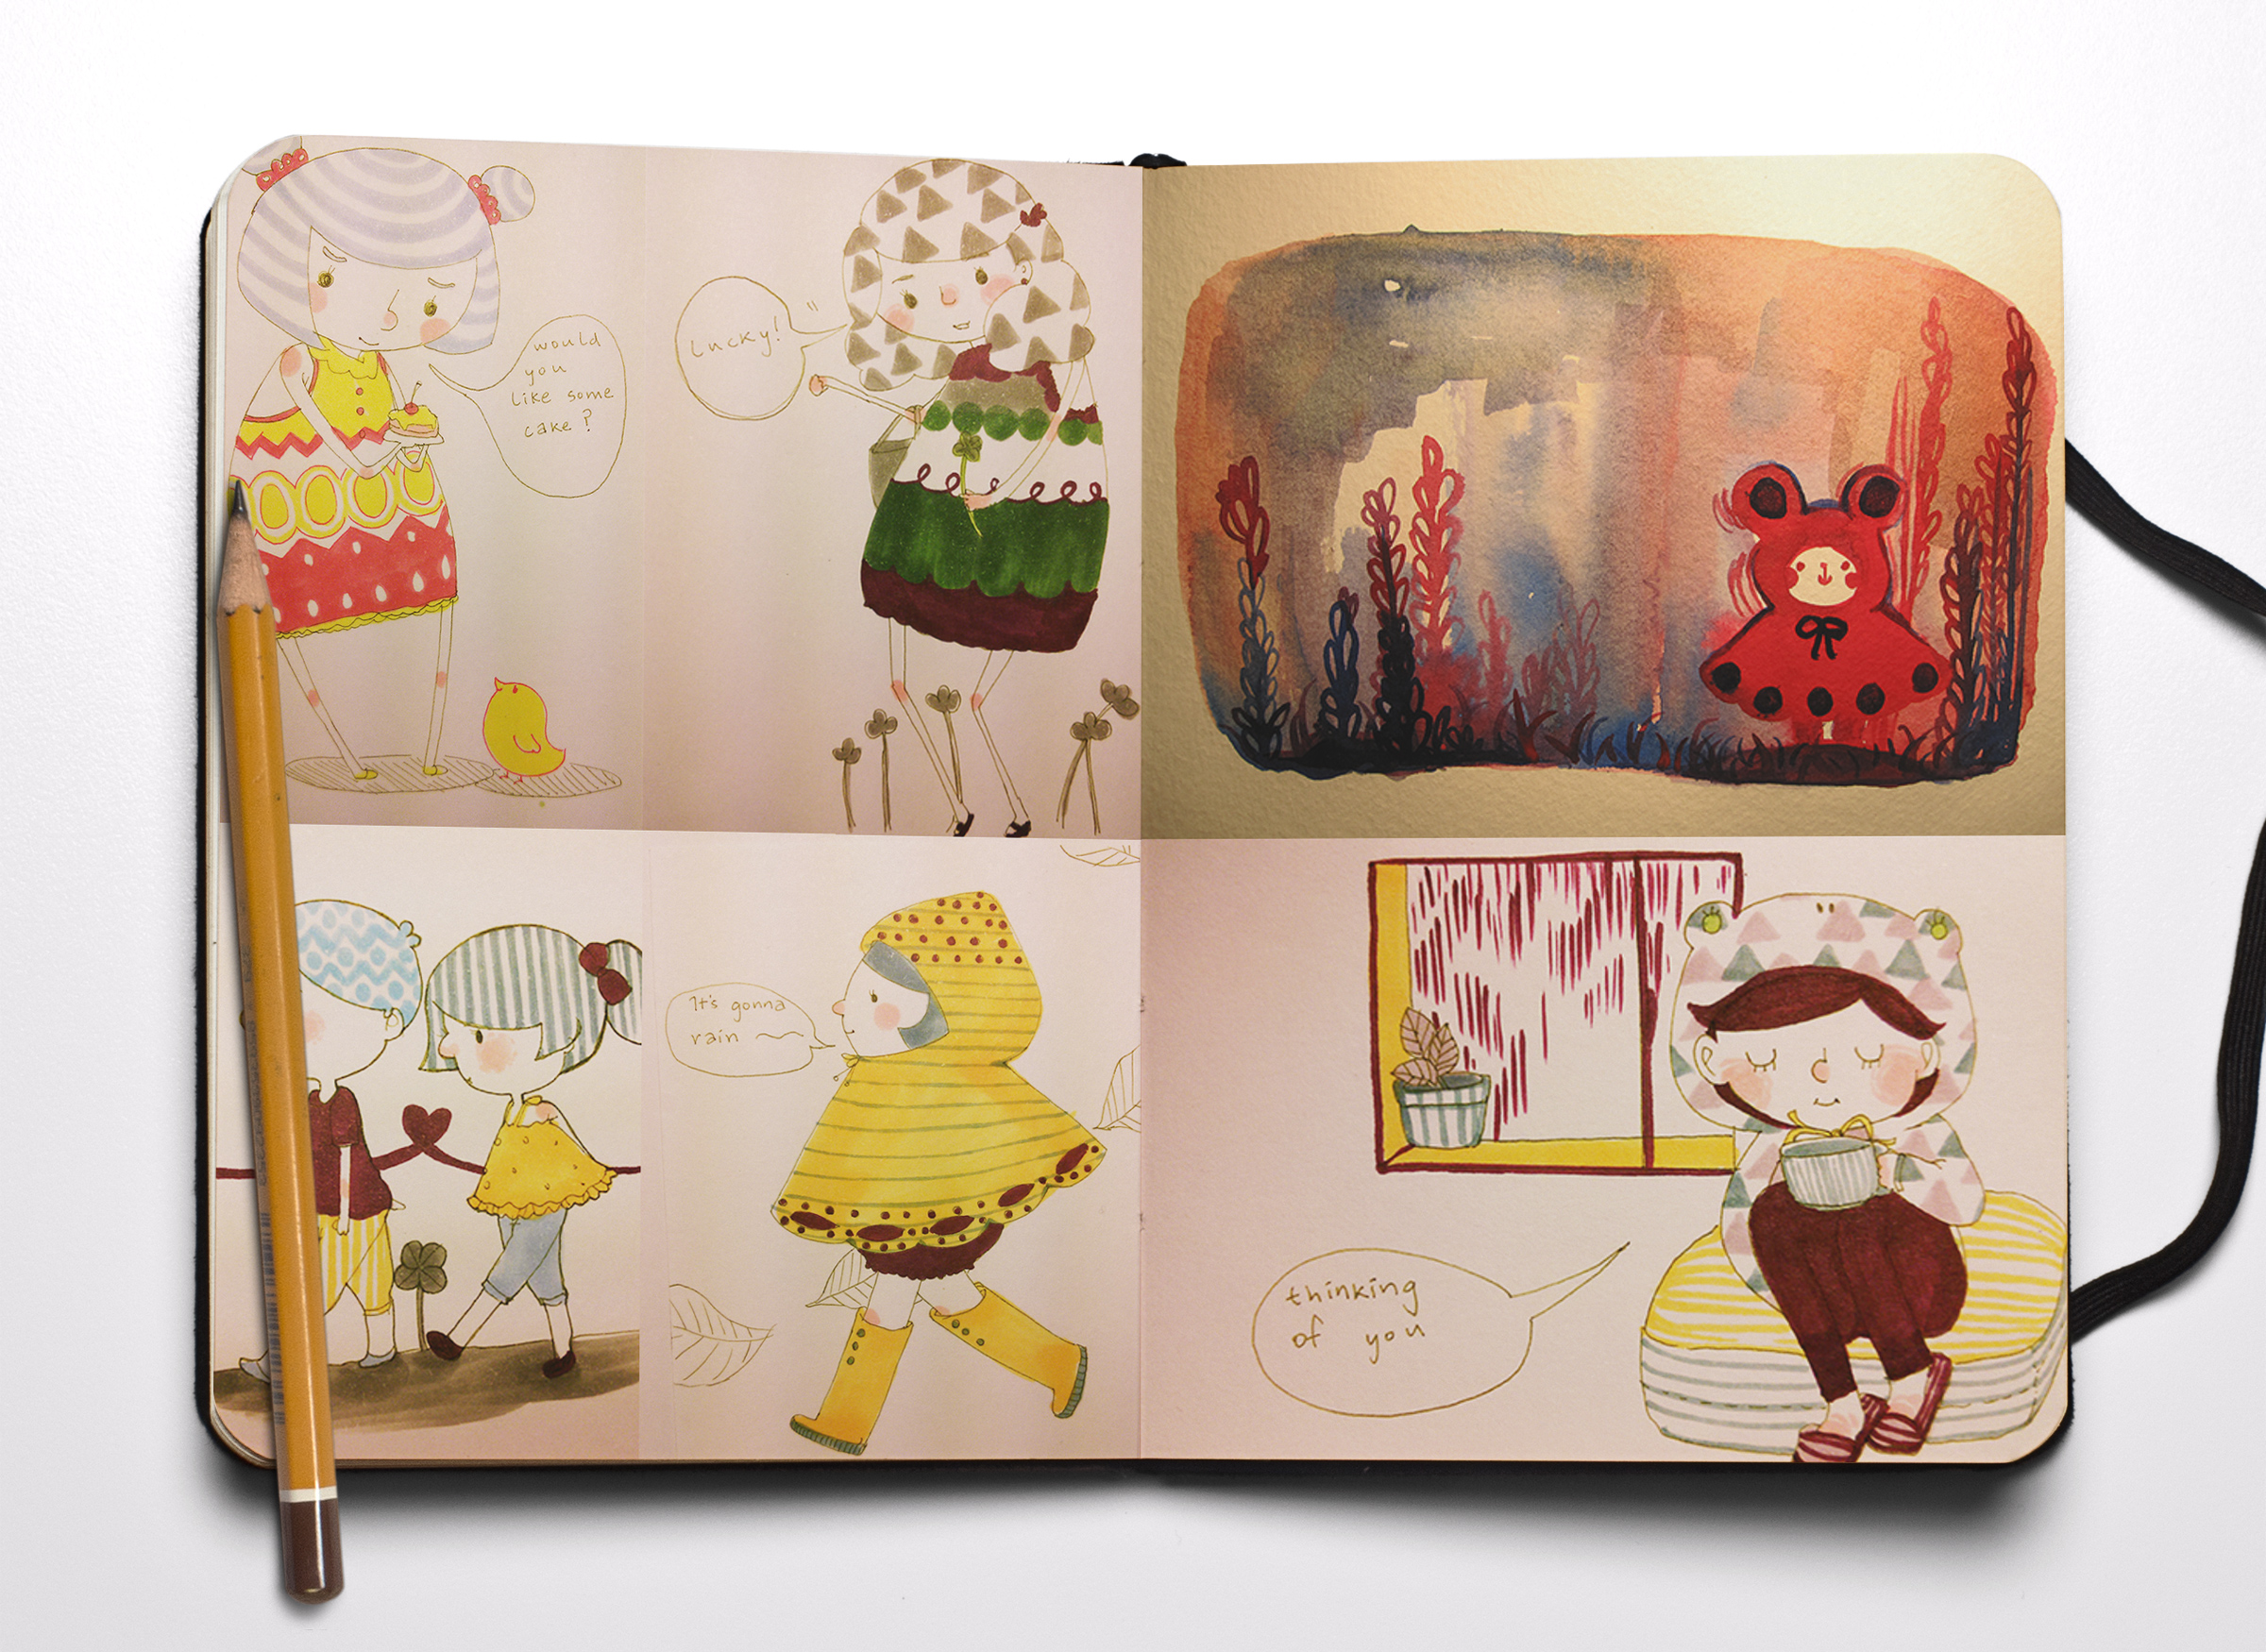 would
you
like some
cake?
Lucky!
It's gonna
rain
thinking
of you